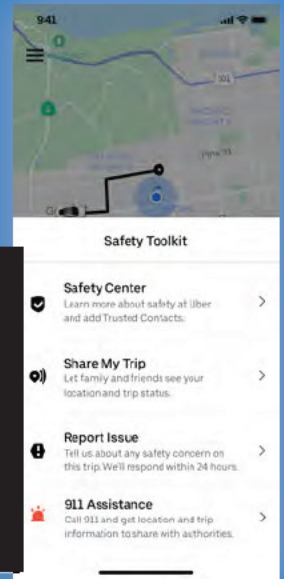 9:41
101
Safety Toolkit
Safety Center
Learn more about safety at Uber
and add Trusted Contacts.
Share My Trip
Let family and friends see your
location and trip status.
Report Issue
Tell us about any safety concern on
this trip. We'll respond within 24 hours.
911 Assistance
Call 911 and get location and trip
information to share with authorities.